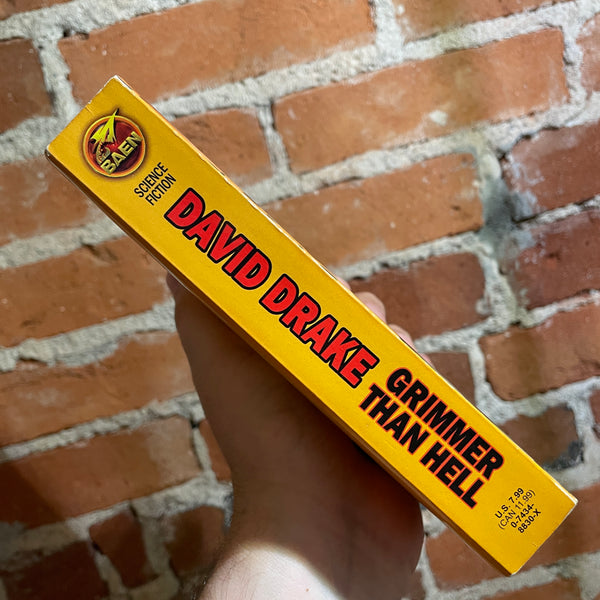 BAEN
SCIENCE
FICTION
DAVID DRAKE
GRIMMER
THAN HELL
U.S. 7.99
(CAN 11.99)
0-7434-
8830-X